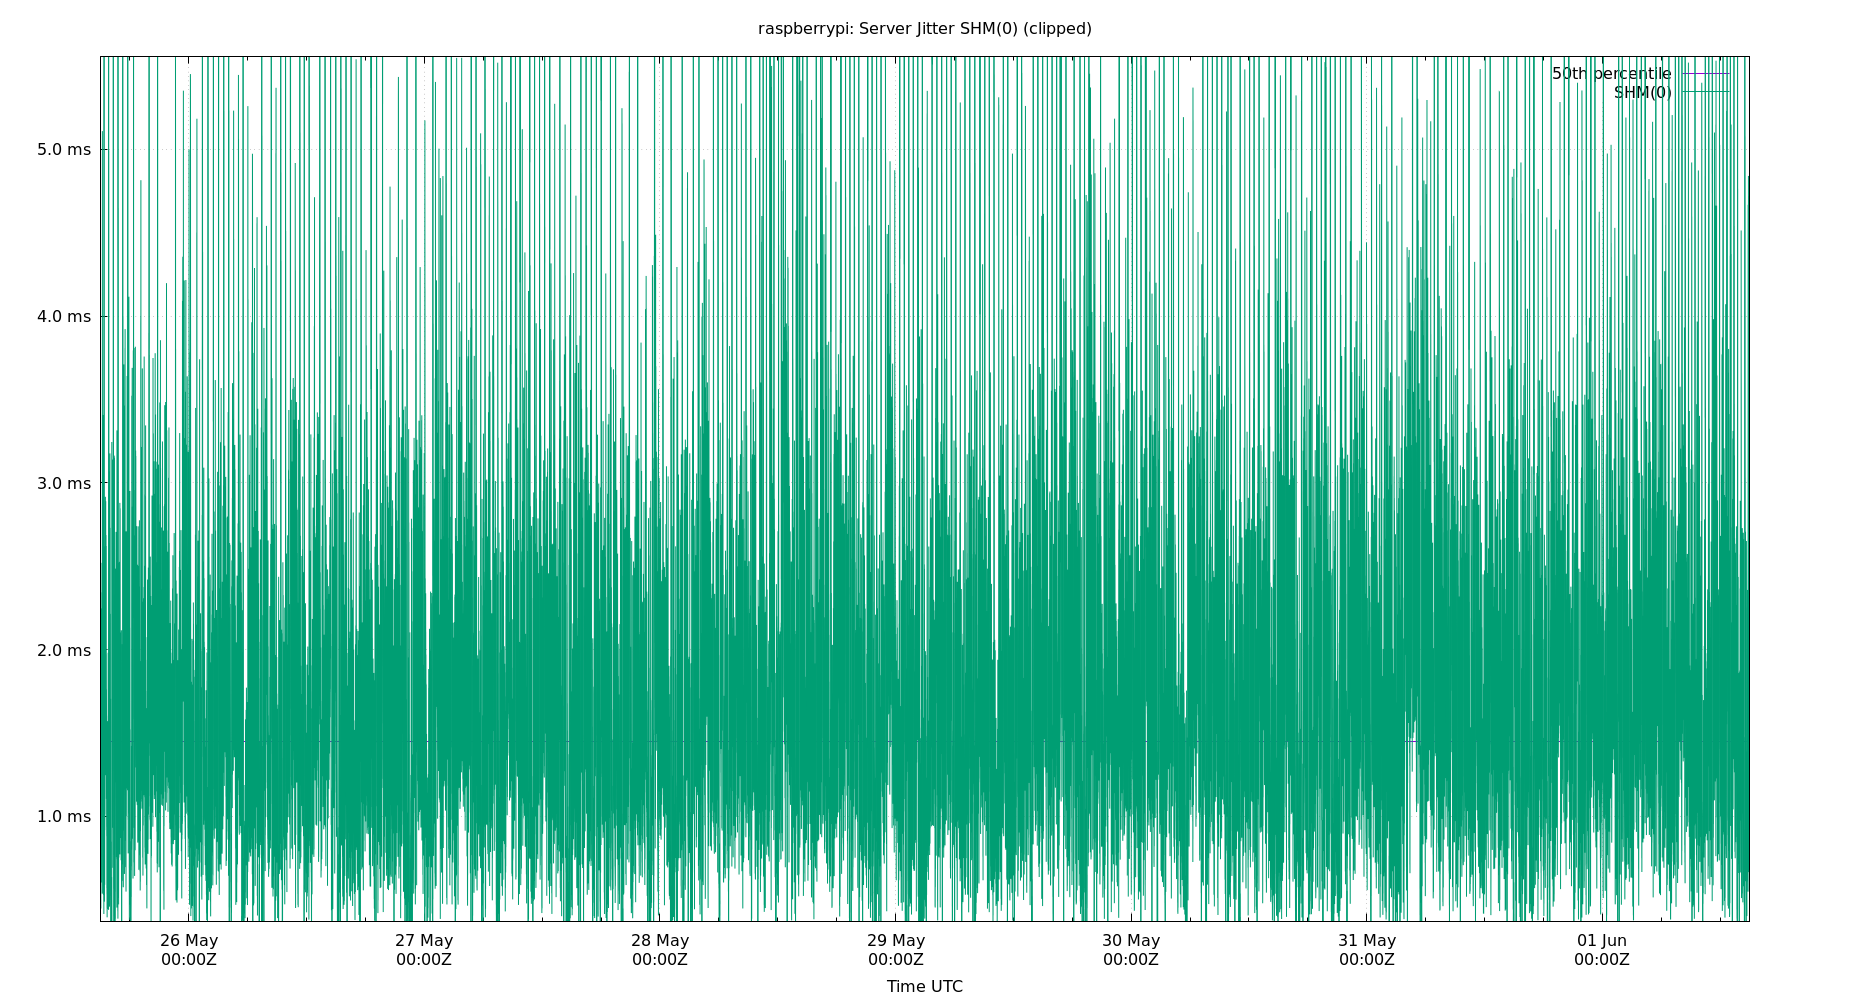 raspberrypi: Server Jitter SHM(0) (clipped)
50th percentile
SHM(0)
5.0 ms
4.0 ms
3.0 ms
2.0 ms
1.0 ms
26 May 27 May 28 May 29 May 30 May 31 May 01 Jun
00:00Z 00:00Z 00:00Z 00:00Z 00:00Z 00:00Z 00:00Z
Time UTC